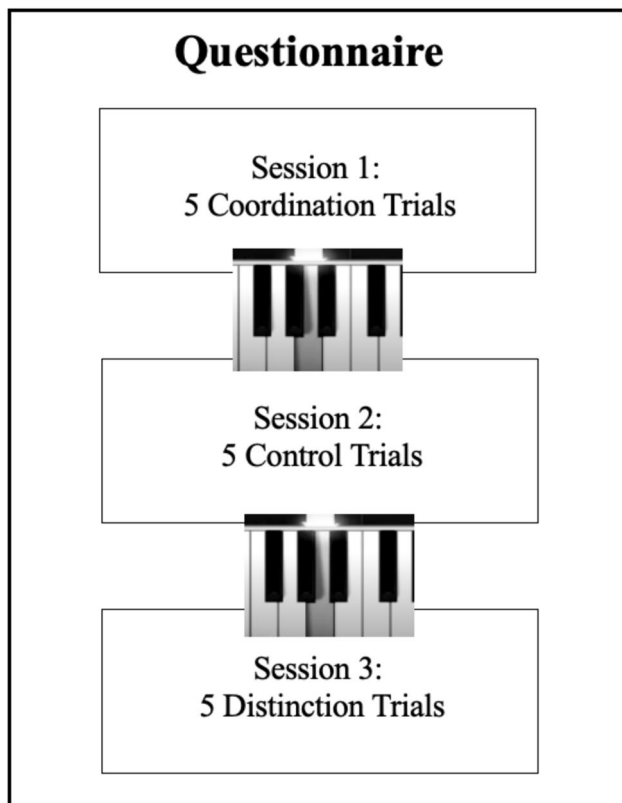 Questionnaire
Session 1:
5 Coordination Trials
Session 2:
5 Control Trials
Session 3:
5 Distinction Trials